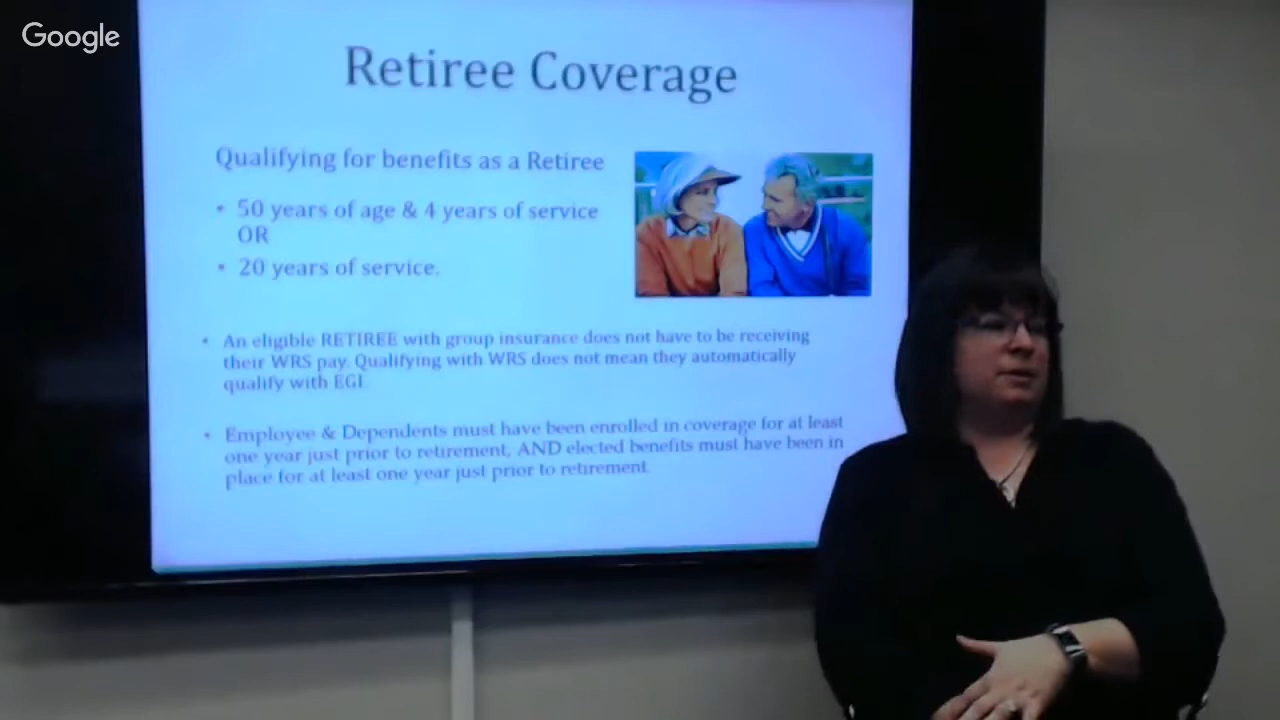 Google
Retiree Coverage
Qualifying for benefits as a Retiree
• 50 years of age & 4 years of service
OR
• 20 years of service.
• An eligible RETIREE with group insurance does not have to be receiving
their WRS pay. Qualifying with WRS does not mean they automatically
qualify with EGI.
• Employee & Dependents must have been enrolled in coverage for at least
one year just prior to retirement, AND elected benefits must have been in
place for at least one year just prior to retirement.